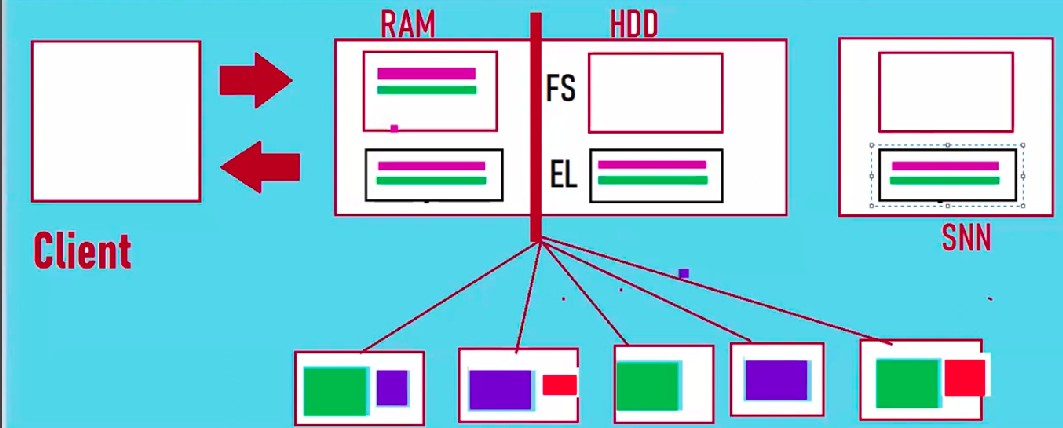 RAM
HDD
FS
EL
Client
SNN